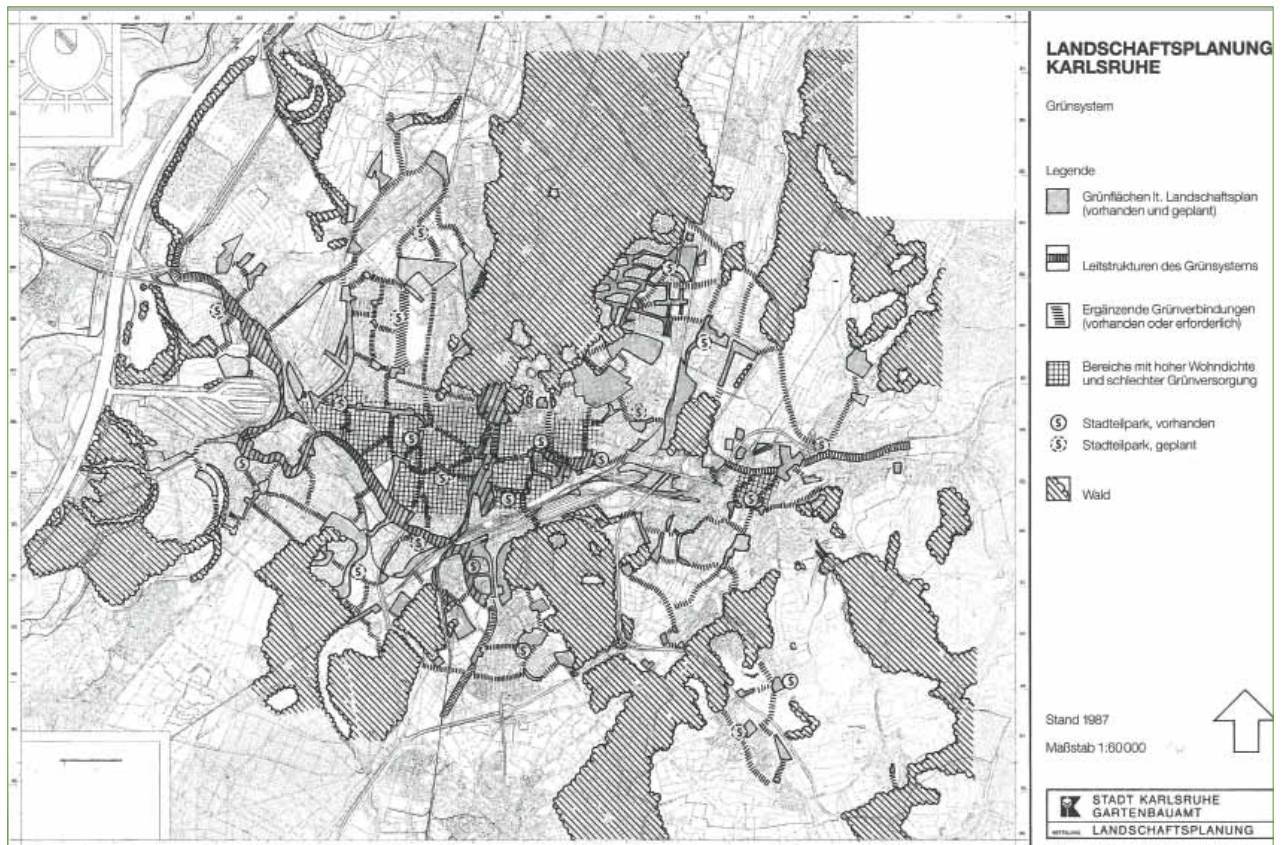 LANDSCHAFTSPLANUNG
KARLSRUHE
Grünsystem
Legende
Grünflächen lt. Landschaftsplan
(vorhanden und geplant)
Leitstrukturen des Grünsystems
Ergänzende Grünverbindungen
(vorhanden oder erforderlich)
Bereiche mit hoher Wohndichte
und schlechter Grünversorgung
S Stadtteilpark, vorhanden
S Stadtteilpark, geplant
Wald
Stand 1987
Maßstab 1:60000
STADT KARLSRUHE
GARTENBAUAMT
LANDSCHAFTSPLANUNG